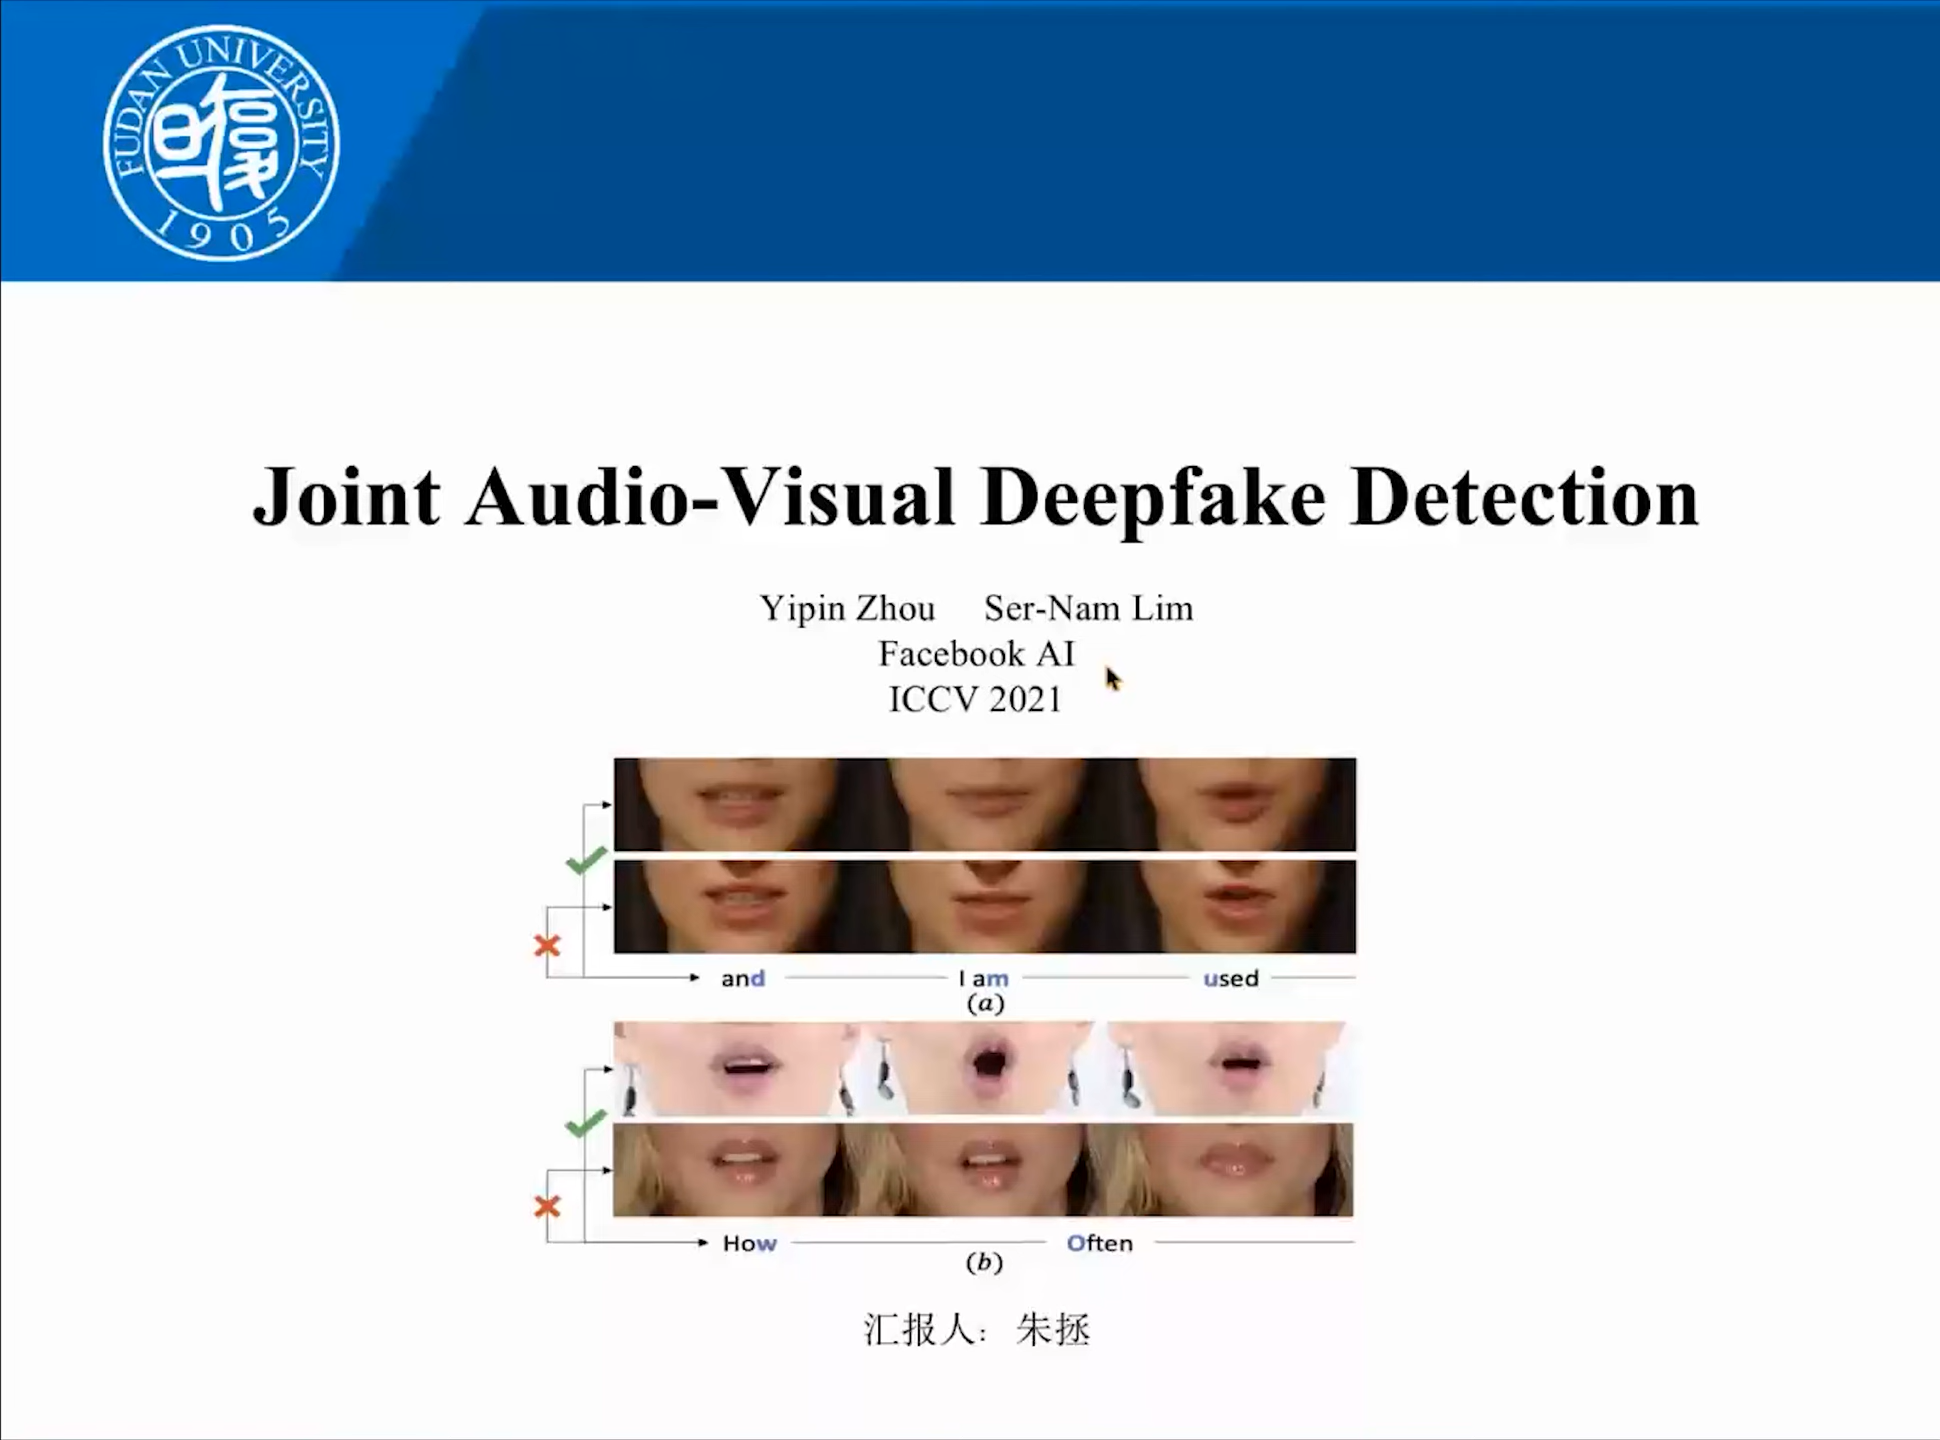 FUDAN UNIVERSITY
1905
Joint Audio-Visual Deepfake Detection
Yipin Zhou Ser-Nam Lim
Facebook AI
ICCV 2021
and I am used
(a)
How Often
(b)
汇报人：朱拯